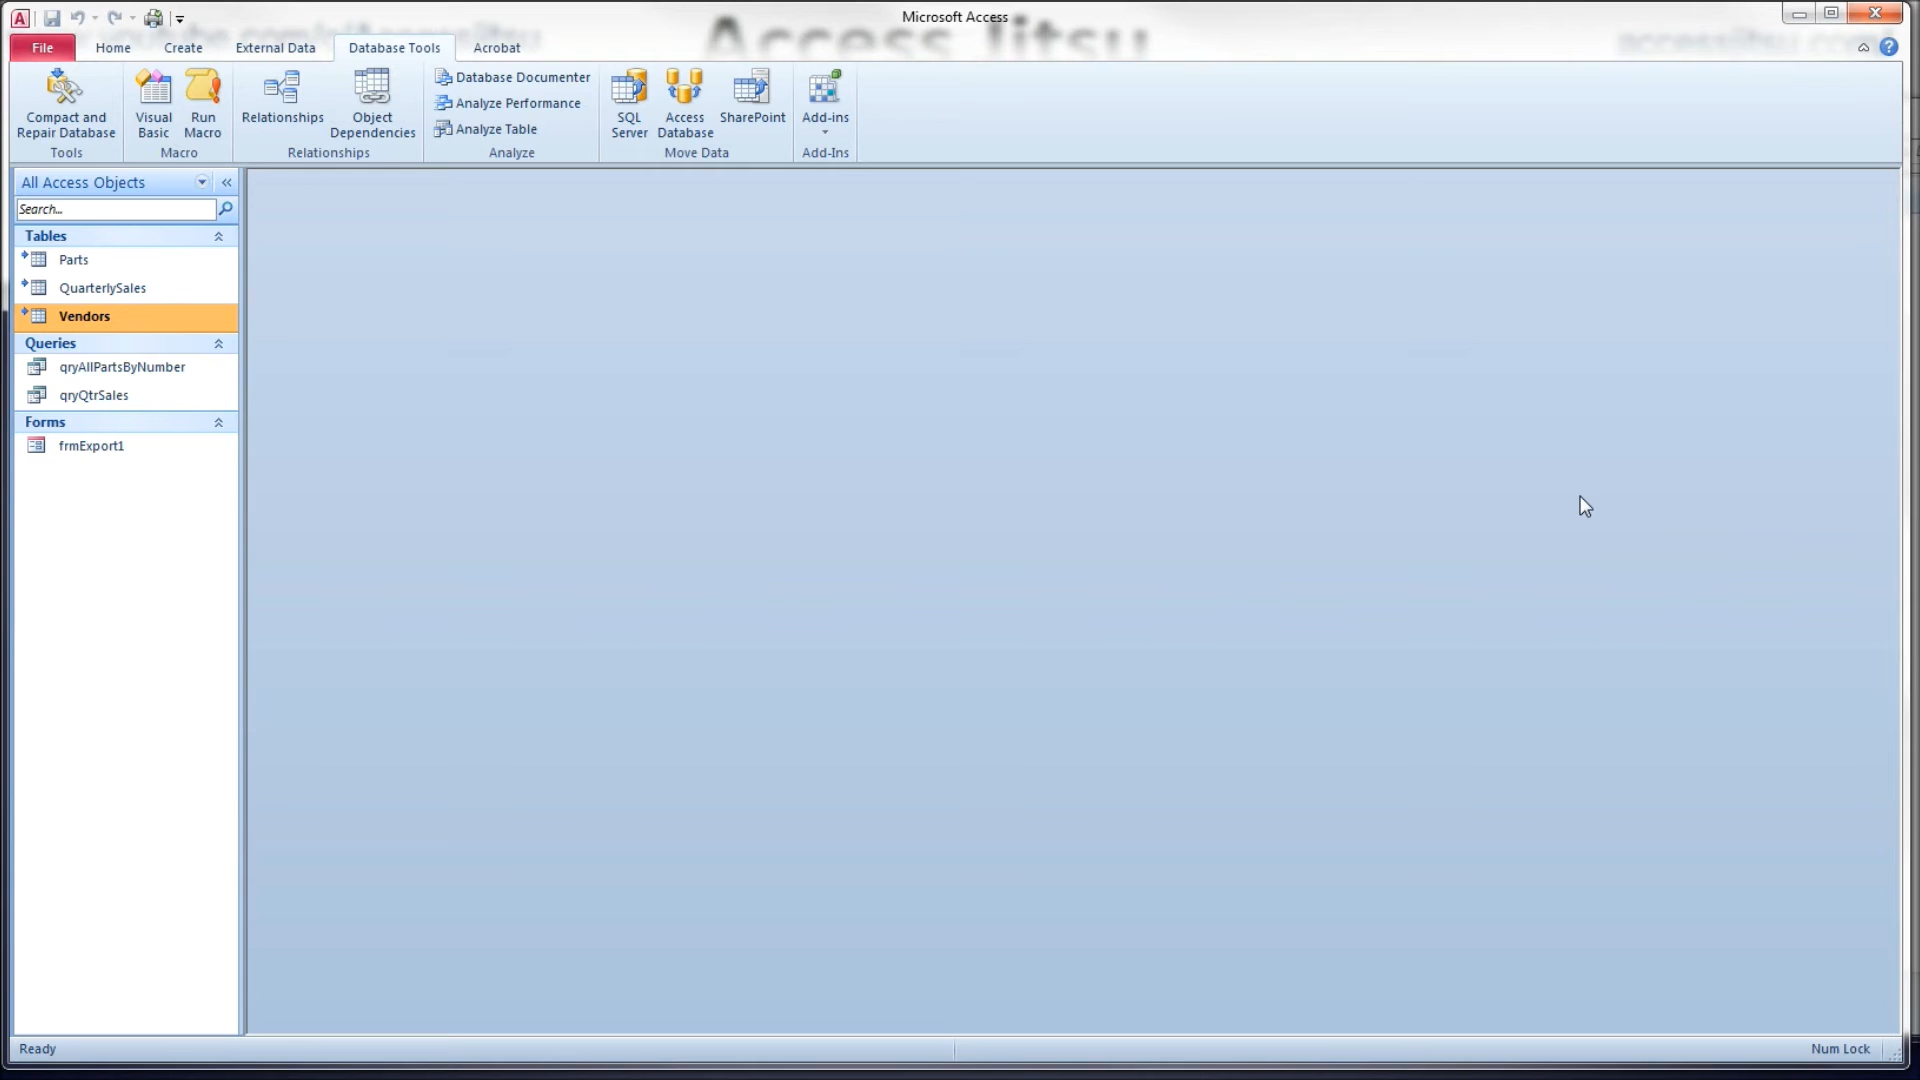 Microsoft Access
Access Jitsu
File
Home
Create
External Data
Database Tools
Acrobat
Compact and
Repair Database
Tools
Visual
Basic
Run
Macro
Macro
Relationships
Object
Dependencies
Relationships
Database Documenter
Analyze Performance
Analyze Table
Analyze
SQL
Server
Access
Database
SharePoint
Move Data
Add-ins
Add-Ins
All Access Objects
Search...
Tables
Parts
QuarterlySales
Vendors
Queries
qryAllPartsByNumber
qryQtrSales
Forms
frmExport1
Ready
Num Lock